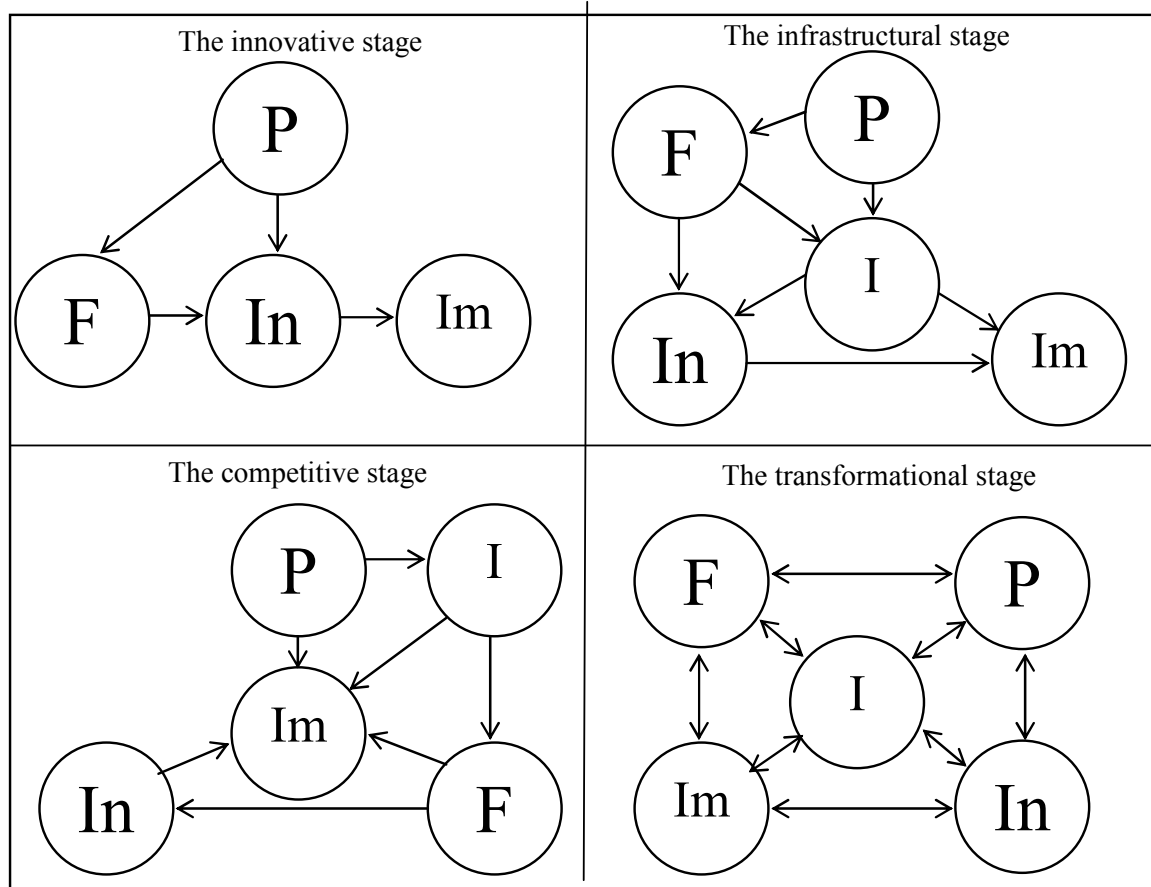 The innovative stage
P
F
In
Im
The infrastructural stage
P
F
I
In
Im
The competitive stage
P
I
Im
In
F
The transformational stage
F
P
I
Im
In